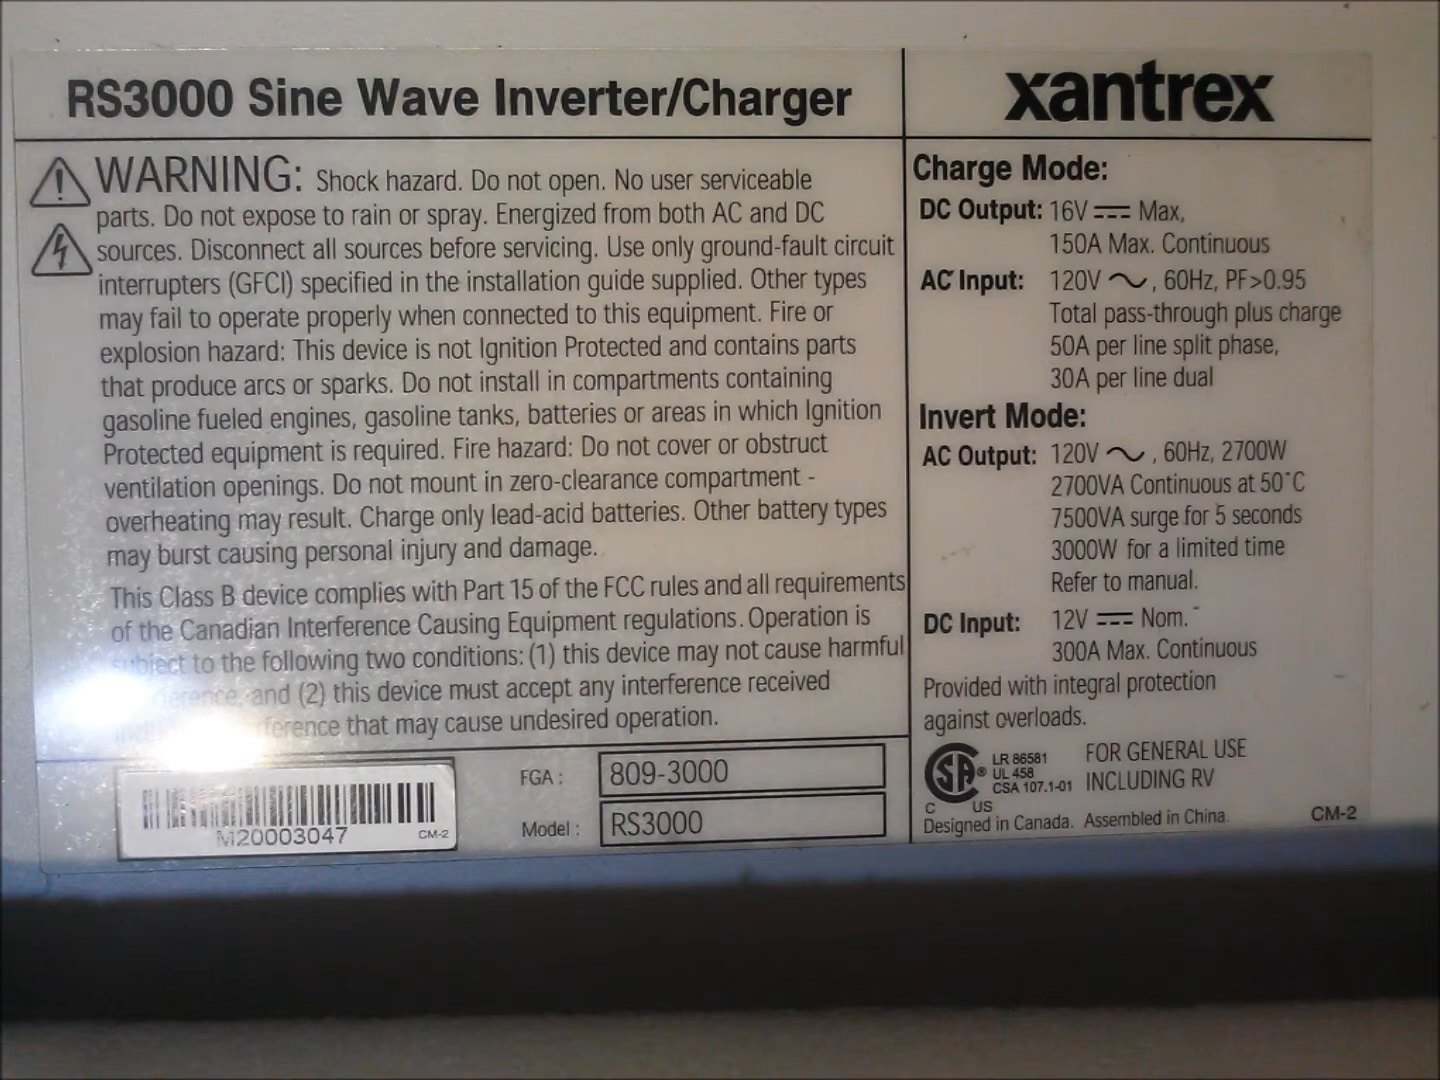 RS3000 Sine Wave Inverter/Charger
WARNING: Shock hazard. Do not open. No user serviceable
parts. Do not expose to rain or spray. Energized from both AC and DC
sources. Disconnect all sources before servicing. Use only ground-fault circuit
interrupters (GFCI) specified in the installation guide supplied. Other types
may fail to operate properly when connected to this equipment. Fire or
explosion hazard: This device is not Ignition Protected and contains parts
that produce arcs or sparks. Do not install in compartments containing
gasoline fueled engines, gasoline tanks, batteries or areas in which Ignition
Protected equipment is required. Fire hazard: Do not cover or obstruct
ventilation openings. Do not mount in zero-clearance compartment -
overheating may result. Charge only lead-acid batteries. Other battery types
may burst causing personal injury and damage.
This Class B device complies with Part 15 of the FCC rules and all requirements
of the Canadian Interference Causing Equipment regulations. Operation is
subject to the following two conditions: (1) this device may not cause harmful
and (2) this device must accept any interference received
that may cause undesired operation.
M20003047
CM-2
FGA : 809-3000
Model : RS3000
xantrex
Charge Mode:
DC Output: 16V ⎓ Max,
150A Max. Continuous
AC Input: 120V ∿, 60Hz, PF>0.95
Total pass-through plus charge
50A per line split phase,
30A per line dual
Invert Mode:
AC Output: 120V ∿, 60Hz, 2700W
2700VA Continuous at 50°C
7500VA surge for 5 seconds
3000W for a limited time
Refer to manual.
DC Input: 12V ⎓ Nom.
300A Max. Continuous
Provided with integral protection
against overloads.
SA ®
C US
LR 86581
UL 458
CSA 107.1-01
FOR GENERAL USE
INCLUDING RV
Designed in Canada. Assembled in China.
CM-2